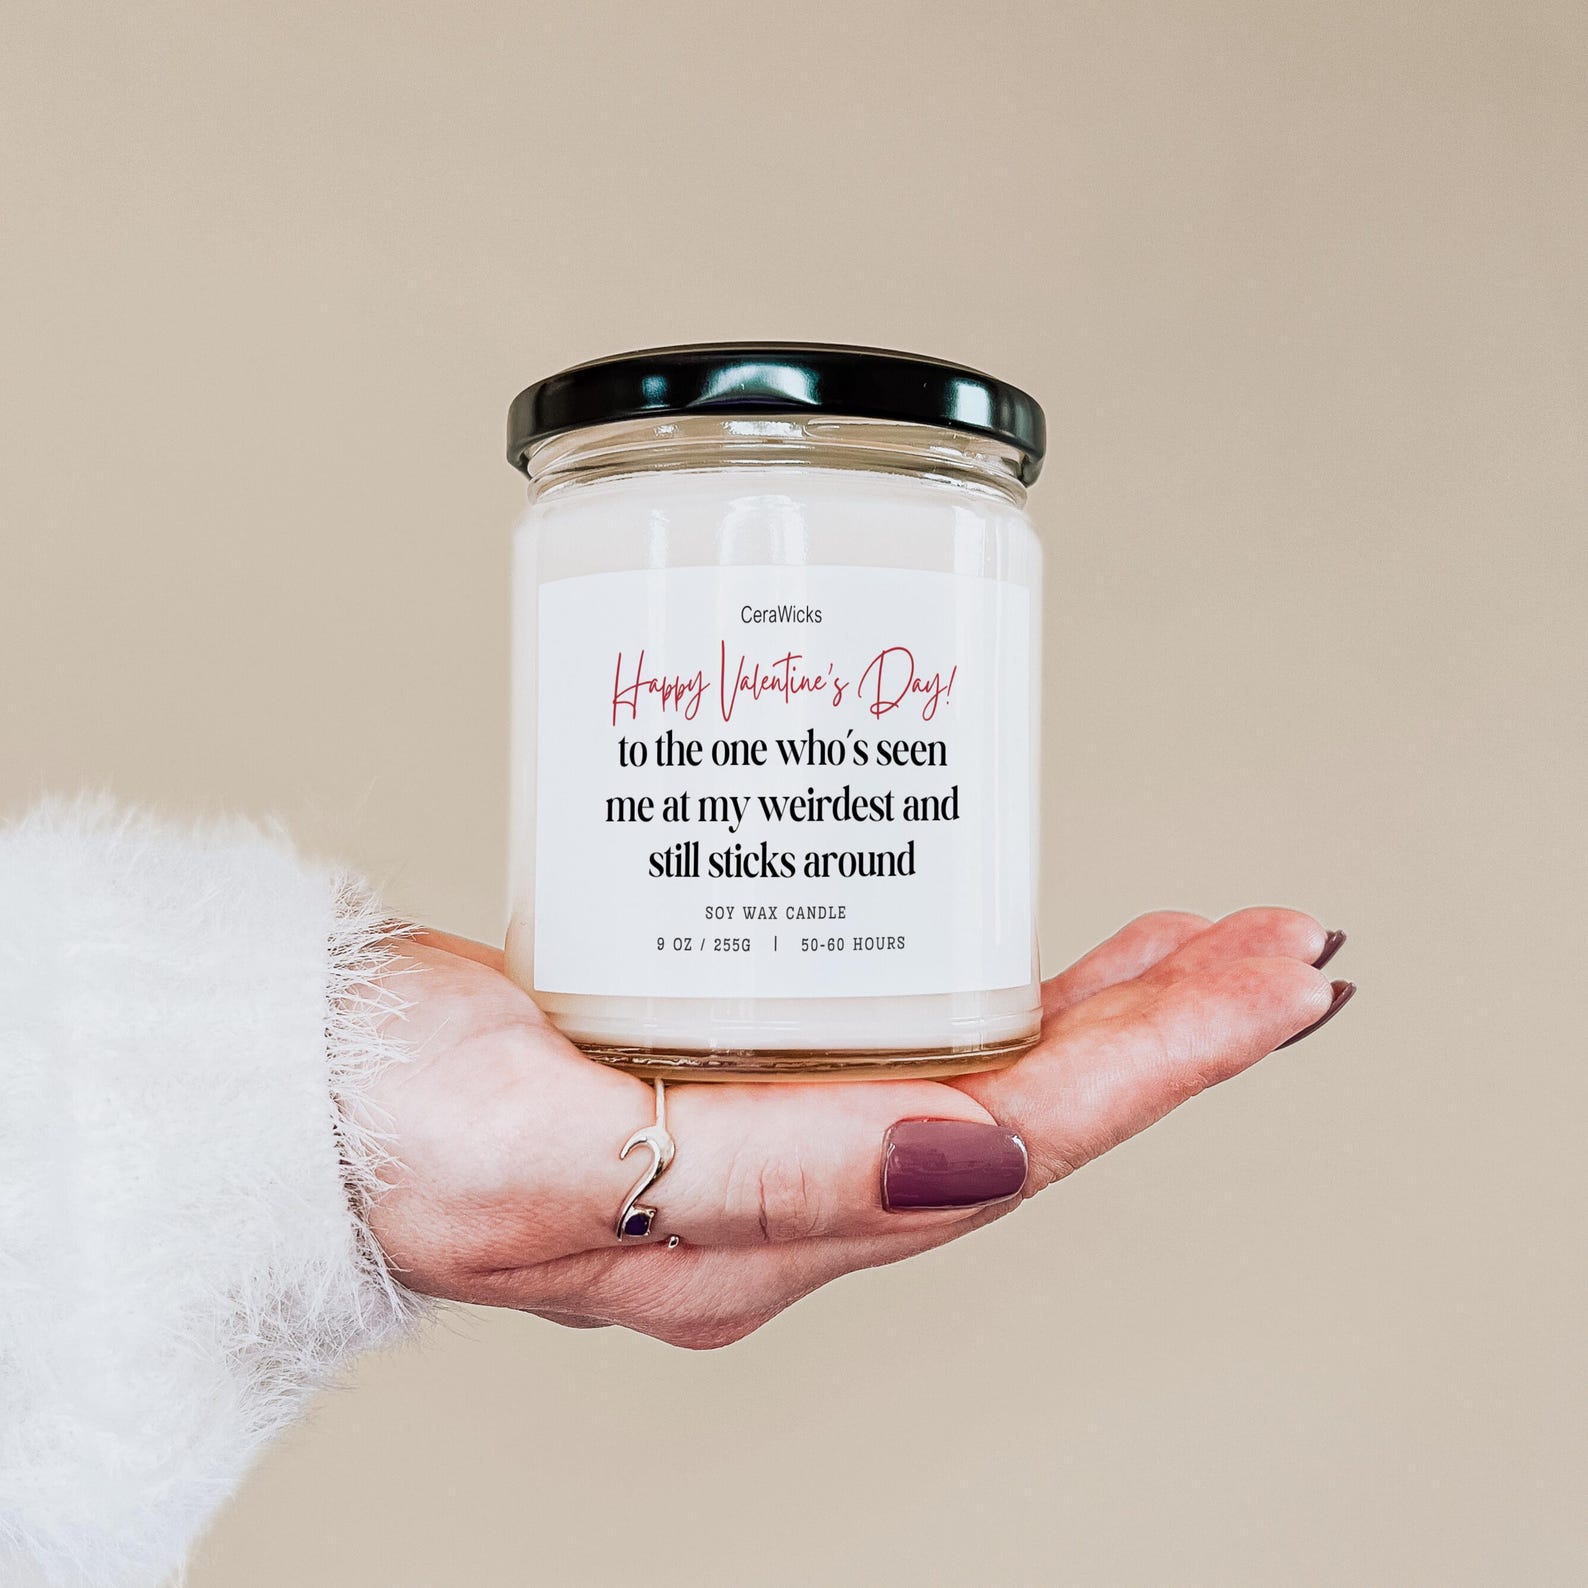 CeraWicks
Happy Valentine's Day!
to the one who´s seen
me at my weirdest and
still sticks around
SOY WAX CANDLE
9 OZ / 255G | 50-60 HOURS